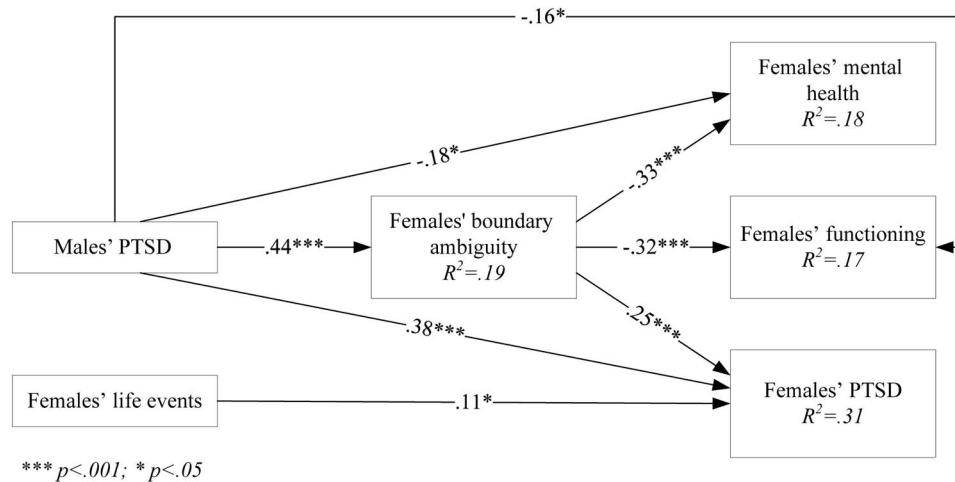 -.16*
Females’ mental
health
R²=.18
-.18*
-.33***
Males’ PTSD
.44***
Females' boundary
ambiguity
R²=.19
-.32***
Females’ functioning
R²=.17
.38***
.25***
Females’ life events
.11*
Females’ PTSD
R²=.31
*** p<.001; * p<.05